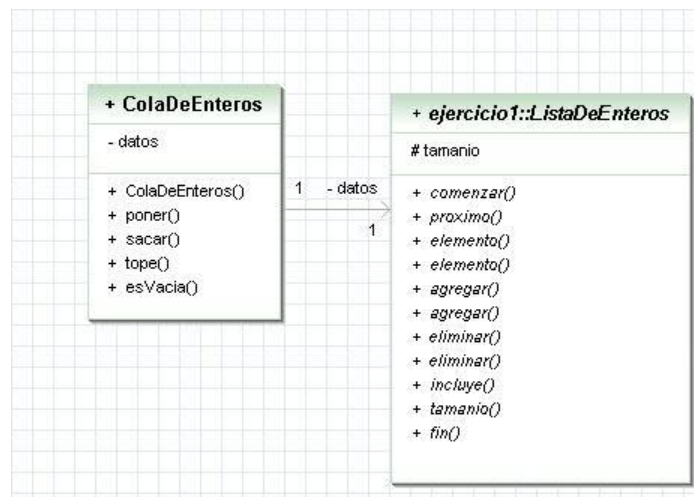 + ColaDeEnteros
- datos
+ ColaDeEnteros()
+ poner()
+ sacar()
+ tope()
+ esVacia()
1 - datos
1
+ ejercicio1::ListaDeEnteros
# tamanio
+ comenzar()
+ proximo()
+ elemento()
+ elemento()
+ agregar()
+ agregar()
+ eliminar()
+ eliminar()
+ incluye()
+ tamanio()
+ fin()